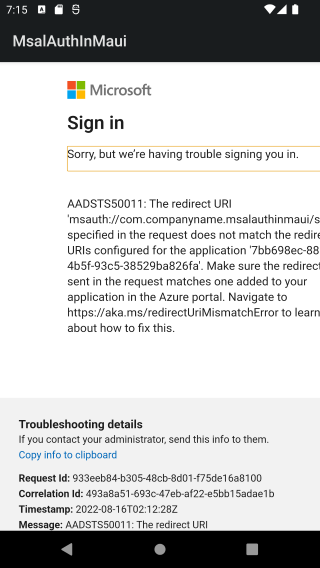 7:15
MsalAuthInMaui
Microsoft
Sign in
Sorry, but we're having trouble signing you in.
AADSTS50011: The redirect URI
'msauth://com.companyname.msalauthinmaui/s
specified in the request does not match the redire
URIs configured for the application '7bb698ec-88
4b5f-93c5-38529ba826fa'. Make sure the redirect
sent in the request matches one added to your
application in the Azure portal. Navigate to
https://aka.ms/redirectUriMismatchError to learn
about how to fix this.
Troubleshooting details
If you contact your administrator, send this info to them.
Copy info to clipboard
Request Id: 933eeb84-b305-48cb-8d01-f75de16a8100
Correlation Id: 493a8a51-693c-47eb-af22-e5bb15adae1b
Timestamp: 2022-08-16T02:12:28Z
Message: AADSTS50011: The redirect URI